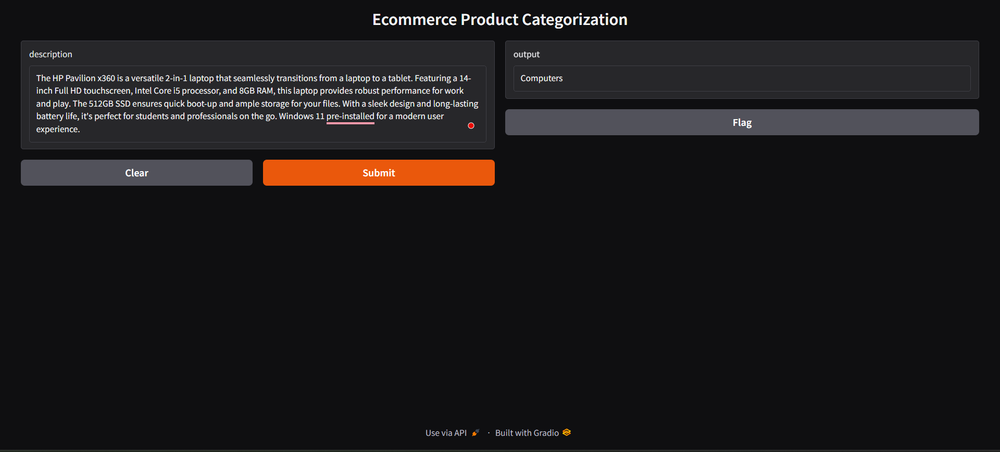 Ecommerce Product Categorization
description
The HP Pavilion x360 is a versatile 2-in-1 laptop that seamlessly transitions from a laptop to a tablet. Featuring a 14-
inch Full HD touchscreen, Intel Core i5 processor, and 8GB RAM, this laptop provides robust performance for work
and play. The 512GB SSD ensures quick boot-up and ample storage for your files. With a sleek design and long-lasting
battery life, it's perfect for students and professionals on the go. Windows 11 pre-installed for a modern user
experience.
Clear
Submit
output
Computers
Flag
Use via API · Built with Gradio